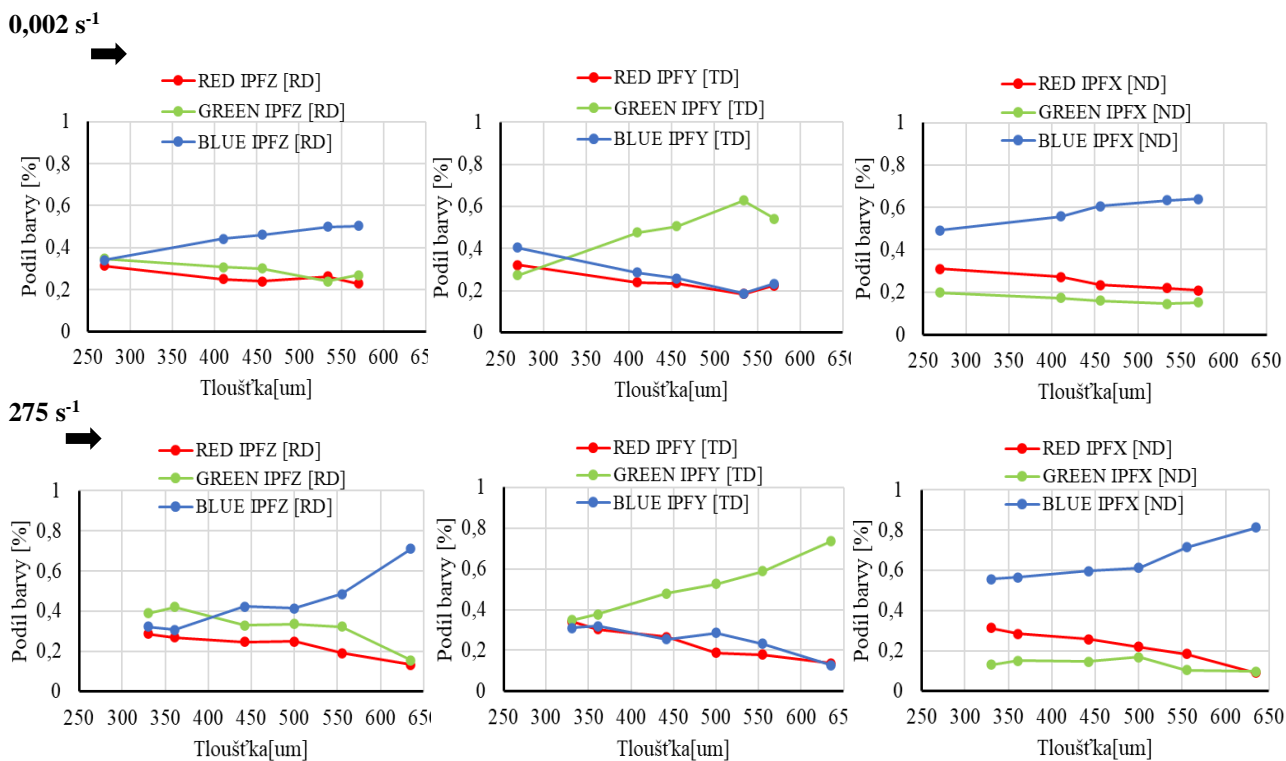 0,002 s-1
RED IPFZ [RD]
GREEN IPFZ [RD]
BLUE IPFZ [RD]
Podíl barvy [%]
1
0,8
0,6
0,4
0,2
0
250 300 350 400 450 500 550 600 650
Tloušťka[um]
RED IPFY [TD]
GREEN IPFY [TD]
BLUE IPFY [TD]
Podíl barvy [%]
1
0,8
0,6
0,4
0,2
0
250 300 350 400 450 500 550 600 650
Tloušťka[um]
RED IPFX [ND]
GREEN IPFX [ND]
BLUE IPFX [ND]
Podíl barvy [%]
1
0,8
0,6
0,4
0,2
0
250 300 350 400 450 500 550 600 650
Tloušťka[um]
275 s-1
RED IPFZ [RD]
GREEN IPFZ [RD]
BLUE IPFZ [RD]
Podíl barvy [%]
1
0,8
0,6
0,4
0,2
0
250 300 350 400 450 500 550 600 650
Tloušťka[um]
RED IPFY [TD]
GREEN IPFY [TD]
BLUE IPFY [TD]
Podíl barvy [%]
1
0,8
0,6
0,4
0,2
0
250 300 350 400 450 500 550 600 650
Tloušťka[um]
RED IPFX [ND]
GREEN IPFX [ND]
BLUE IPFX [ND]
Podíl barvy [%]
1
0,8
0,6
0,4
0,2
0
250 300 350 400 450 500 550 600 650
Tloušťka[um]